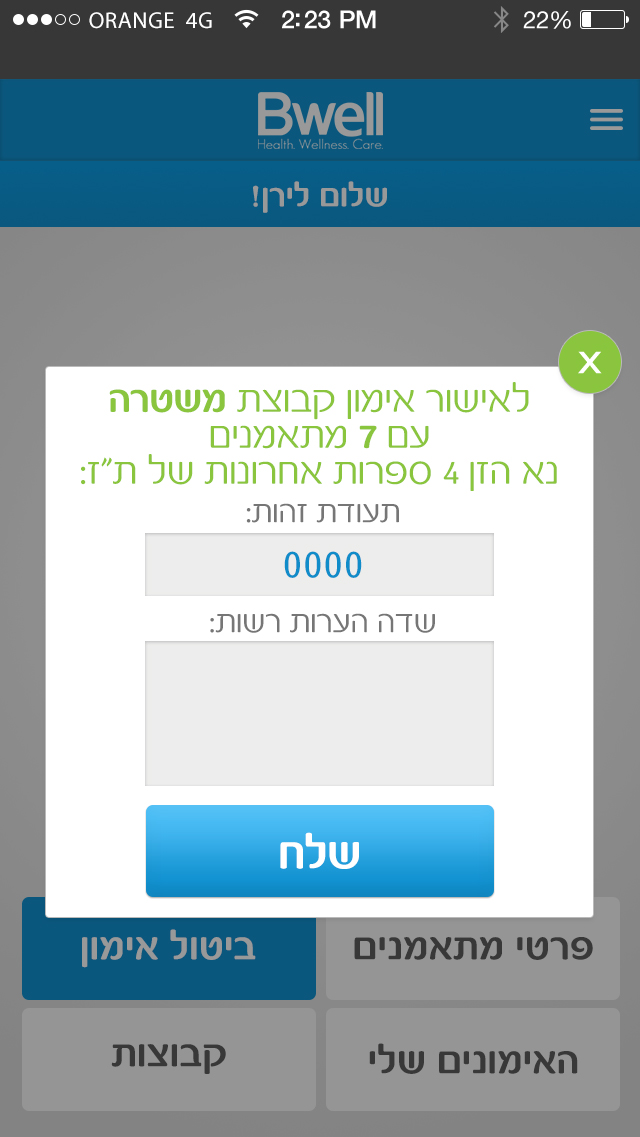 ORANGE 4G 2:23 PM 22%
Bwell
Health. Wellness. Care.
שלום לירן!
X
לאישור אימון קבוצת משטרה
עם 7 מתאמנים
נא הזן 4 ספרות אחרונות של ת"ז:
תעודת זהות:
0000
שדה הערות רשות:
שלח
פרטי מתאמנים
ביטול אימון
האימונים שלי
קבוצות